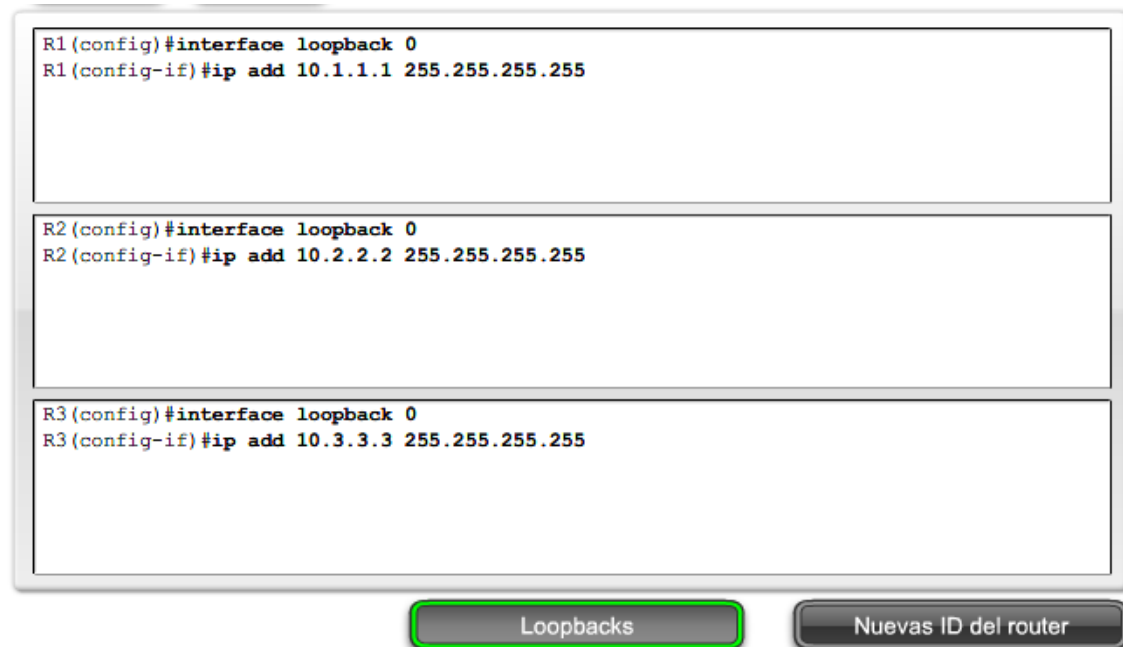 R1(config)#interface loopback 0
R1(config-if)#ip add 10.1.1.1 255.255.255.255
R2(config)#interface loopback 0
R2(config-if)#ip add 10.2.2.2 255.255.255.255
R3(config)#interface loopback 0
R3(config-if)#ip add 10.3.3.3 255.255.255.255
Loopbacks
Nuevas ID del router